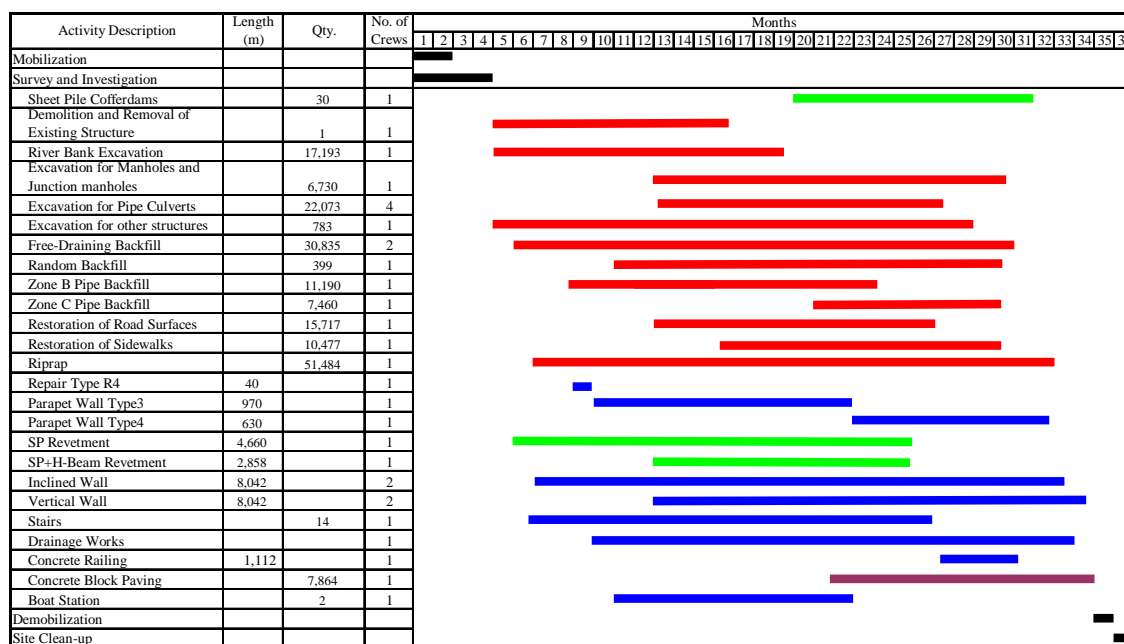 Activity Description Length (m) Qty. No. of Crews Months
1 2 3 4 5 6 7 8 9 10 11 12 13 14 15 16 17 18 19 20 21 22 23 24 25 26 27 28 29 30 31 32 33 34 35 3
Mobilization
Survey and Investigation
Sheet Pile Cofferdams 30 1
Demolition and Removal of
Existing Structure 1 1
River Bank Excavation 17,193 1
Excavation for Manholes and
Junction manholes 6,730 1
Excavation for Pipe Culverts 22,073 4
Excavation for other structures 783 1
Free-Draining Backfill 30,835 2
Random Backfill 399 1
Zone B Pipe Backfill 11,190 1
Zone C Pipe Backfill 7,460 1
Restoration of Road Surfaces 15,717 1
Restoration of Sidewalks 10,477 1
Riprap 51,484 1
Repair Type R4 40 1
Parapet Wall Type3 970 1
Parapet Wall Type4 630 1
SP Revetment 4,660 1
SP+H-Beam Revetment 2,858 1
Inclined Wall 8,042 2
Vertical Wall 8,042 2
Stairs 14 1
Drainage Works 1
Concrete Railing 1,112 1
Concrete Block Paving 7,864 1
Boat Station 2 1
Demobilization
Site Clean-up